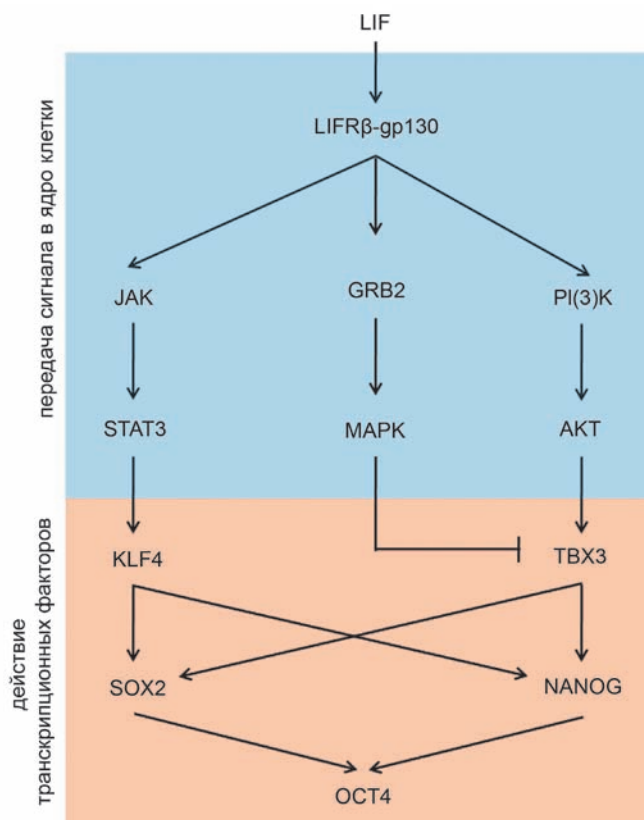 LIF
LIFRβ-gp130
JAK
GRB2
PI(3)K
STAT3
MAPK
AKT
передача сигнала в ядро клетки
KLF4
TBX3
SOX2
NANOG
OCT4
действие
транскрипционных факторов